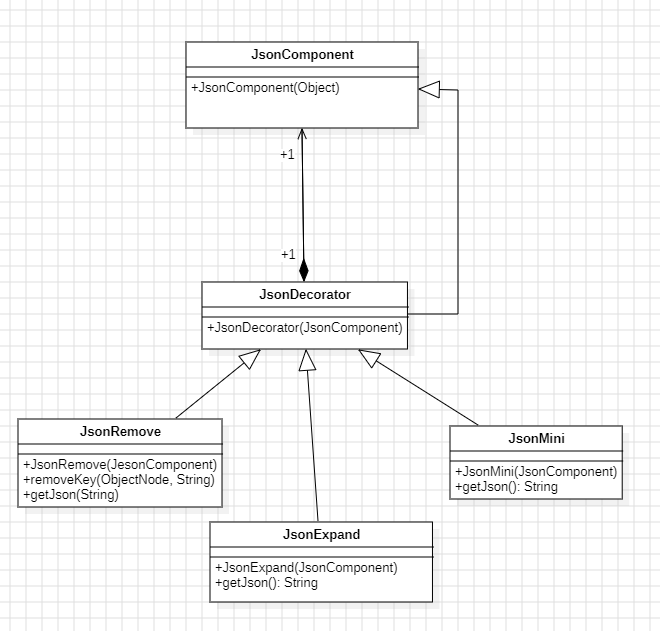 JsonComponent
+JsonComponent(Object)
+1
+1
JsonDecorator
+JsonDecorator(JsonComponent)
JsonRemove
+JsonRemove(JesonComponent)
+removeKey(ObjectNode, String)
+getJson(String)
JsonMini
+JsonMini(JsonComponent)
+getJson(): String
JsonExpand
+JsonExpand(JsonComponent)
+getJson(): String